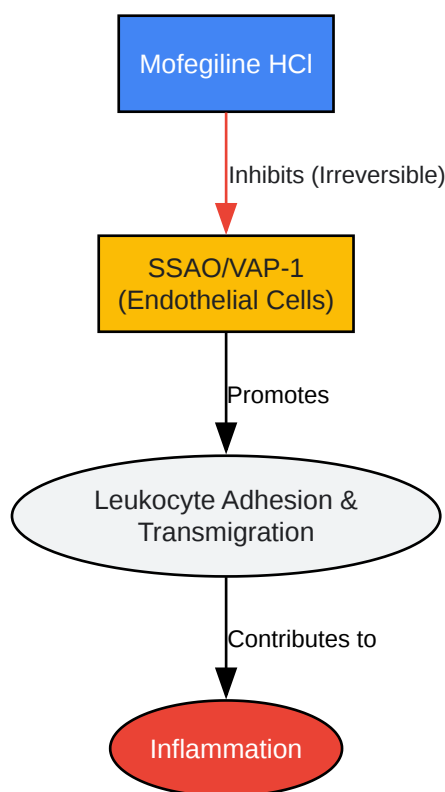 Mofegiline HCl
Inhibits (Irreversible)
SSAO/VAP-1
(Endothelial Cells)
Promotes
Leukocyte Adhesion &
Transmigration
Contributes to
Inflammation